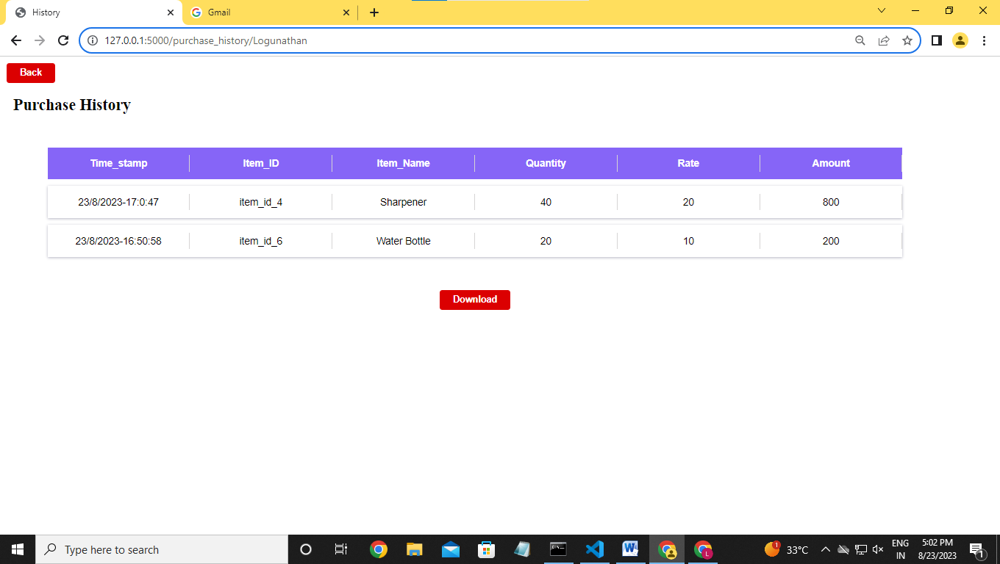 History
Gmail
127.0.0.1:5000/purchase_history/Logunathan
Back
Purchase History
Time_stamp Item_ID Item_Name Quantity Rate Amount
23/8/2023-17:0:47 item_id_4 Sharpener 40 20 800
23/8/2023-16:50:58 item_id_6 Water Bottle 20 10 200
Download
Type here to search
1
33°C
ENG
IN
5:02 PM
8/23/2023
1